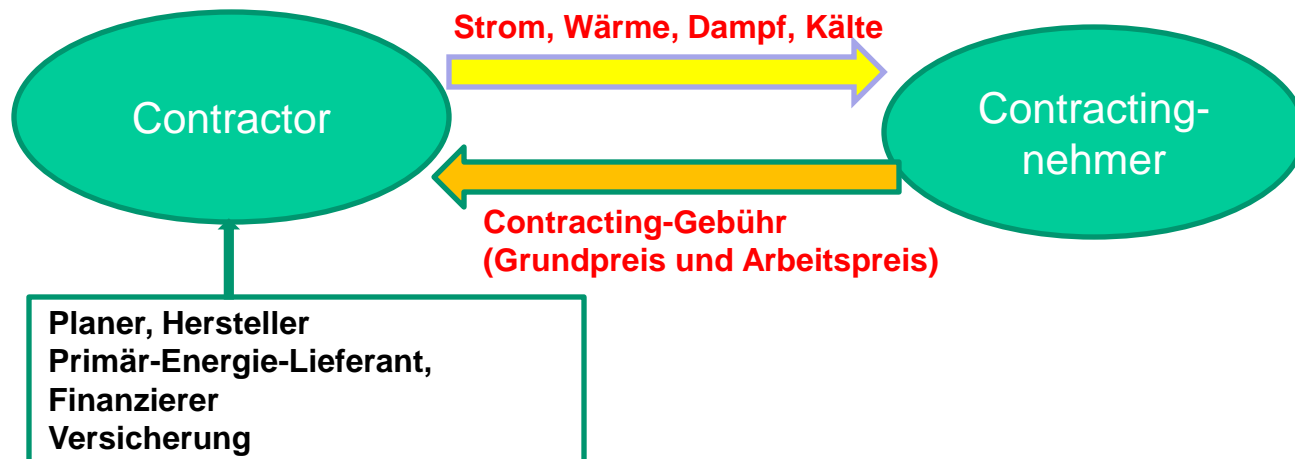 Strom, Wärme, Dampf, Kälte
Contractor
Contracting-
nehmer
Contracting-Gebühr
(Grundpreis und Arbeitspreis)
Planer, Hersteller
Primär-Energie-Lieferant,
Finanzierer
Versicherung